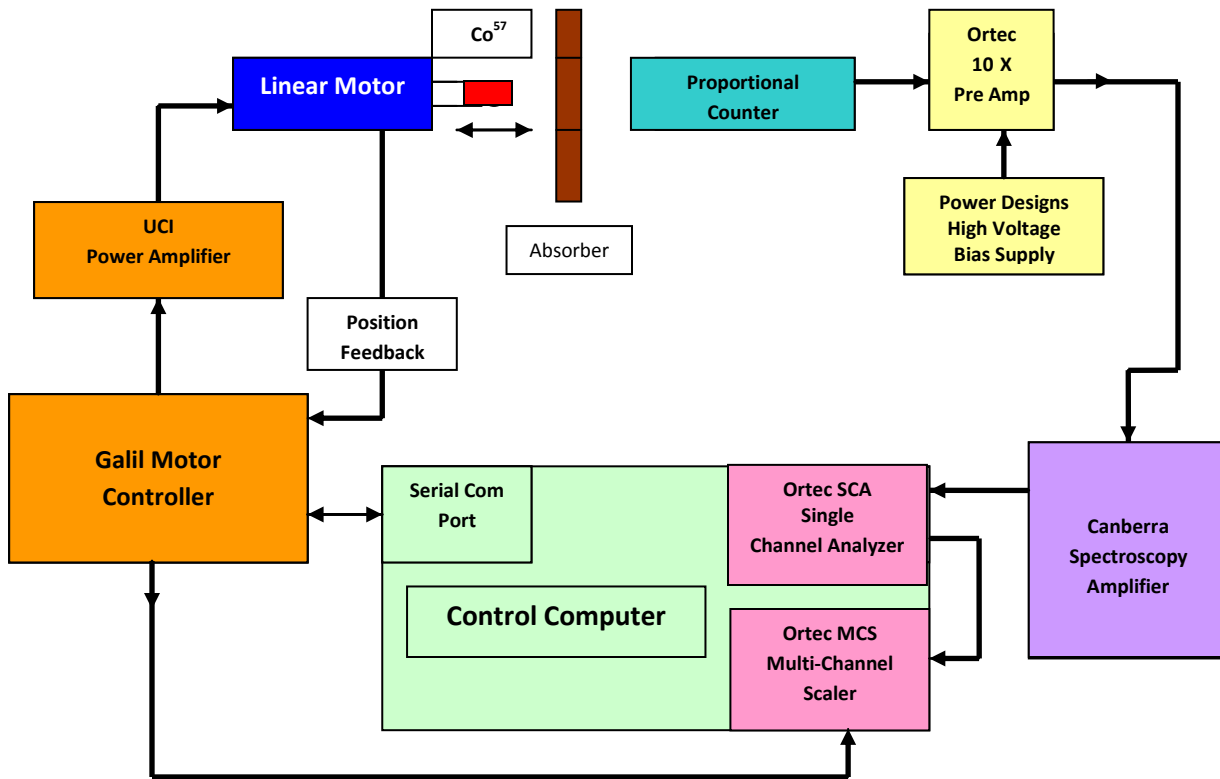 Co57
Linear Motor
Proportional
Counter
Ortec
10 X
Pre Amp
UCI
Power Amplifier
Absorber
Power Designs
High Voltage
Bias Supply
Position
Feedback
Galil Motor
Controller
Serial Com
Port
Control Computer
Ortec SCA
Single
Channel Analyzer
Ortec MCS
Multi-Channel
Scaler
Canberra
Spectroscopy
Amplifier